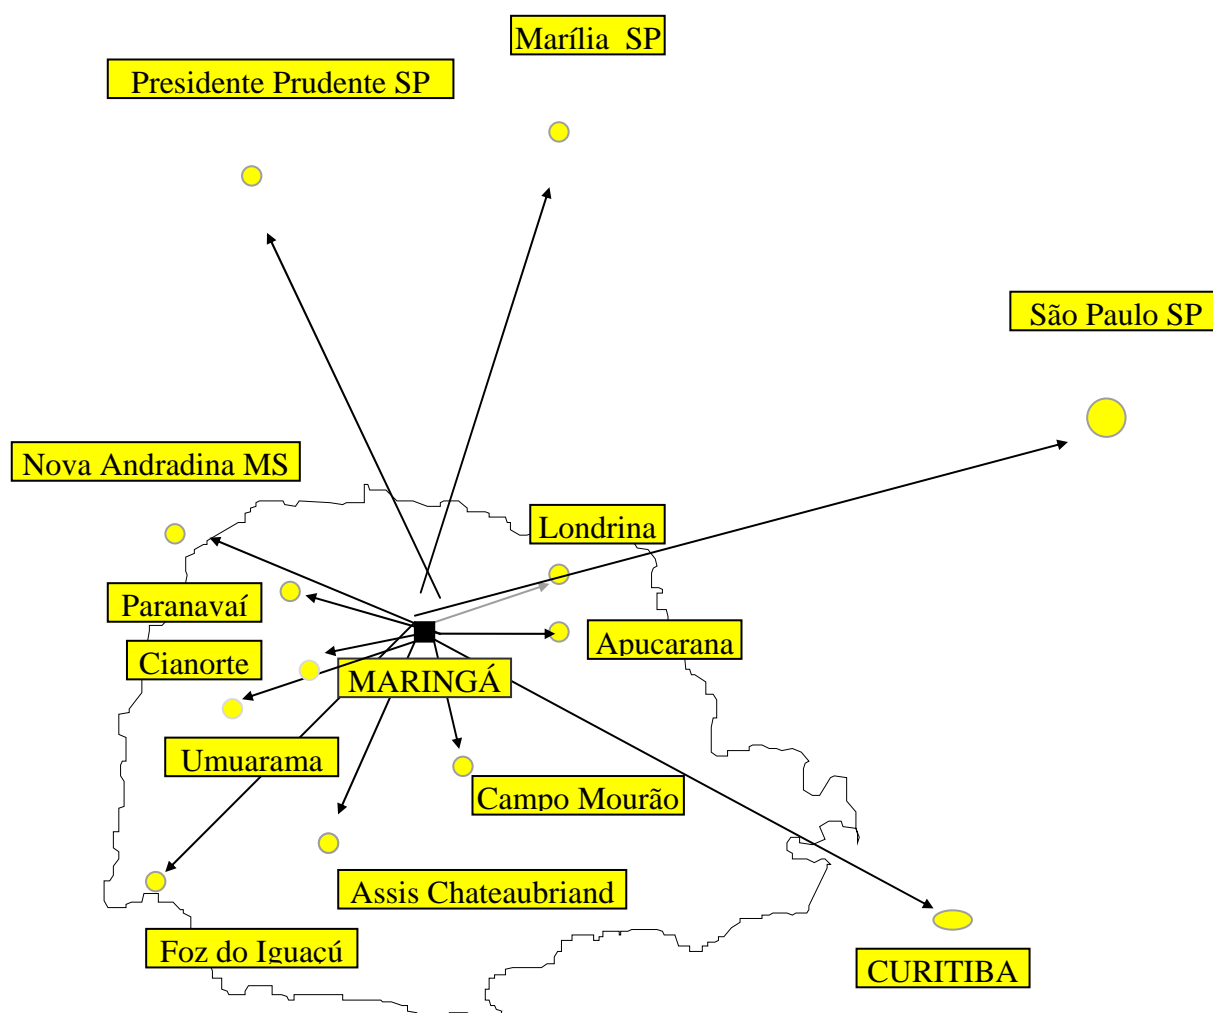 Marília SP
Presidente Prudente SP
São Paulo SP
Nova Andradina MS
Londrina
Paranavaí
Apucarana
Cianorte
MARINGÁ
Umuarama
Campo Mourão
Assis Chateaubriand
Foz do Iguaçú
CURITIBA